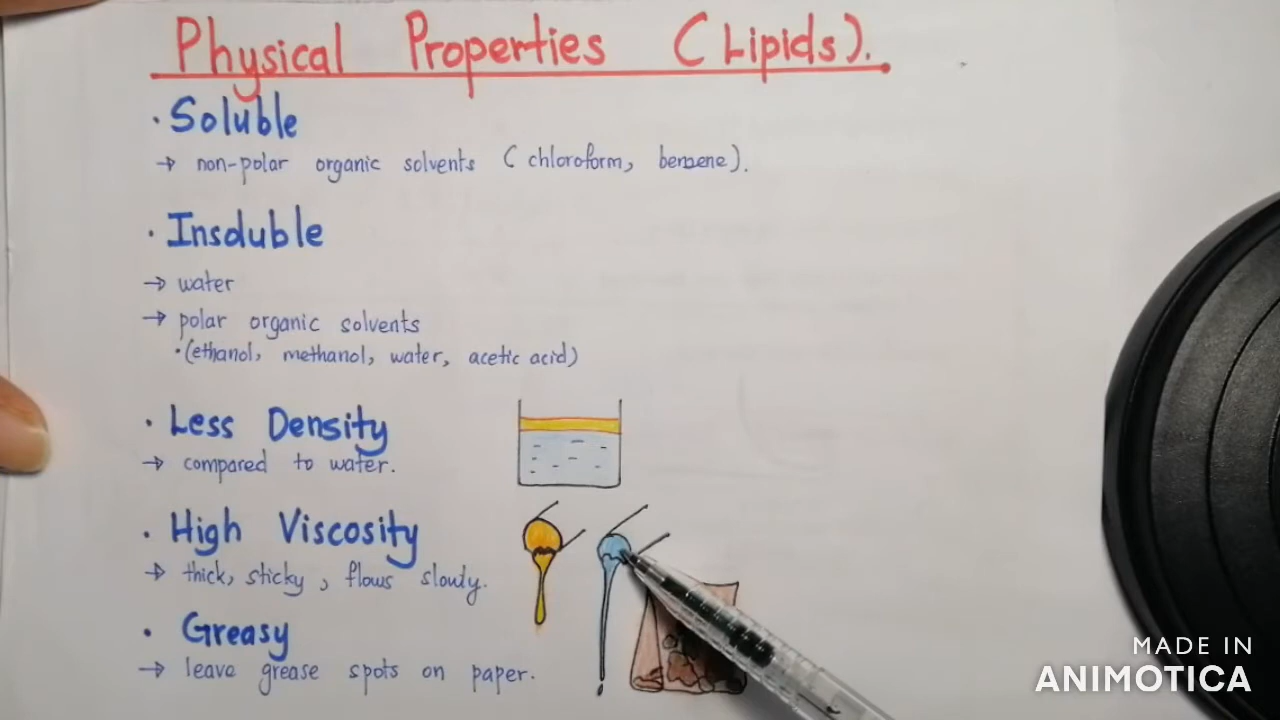 Physical Properties (Lipids).
· Soluble
→ non-polar organic solvents (chloroform, benzene).
· Insoluble
→ water
→ polar organic solvents
·(ethanol, methanol, water, acetic acid)
· Less Density
→ compared to water.
· High Viscosity
→ thick, sticky, flows slowly.
· Greasy
→ leave grease spots on paper.
MADE IN
ANIMOTICA